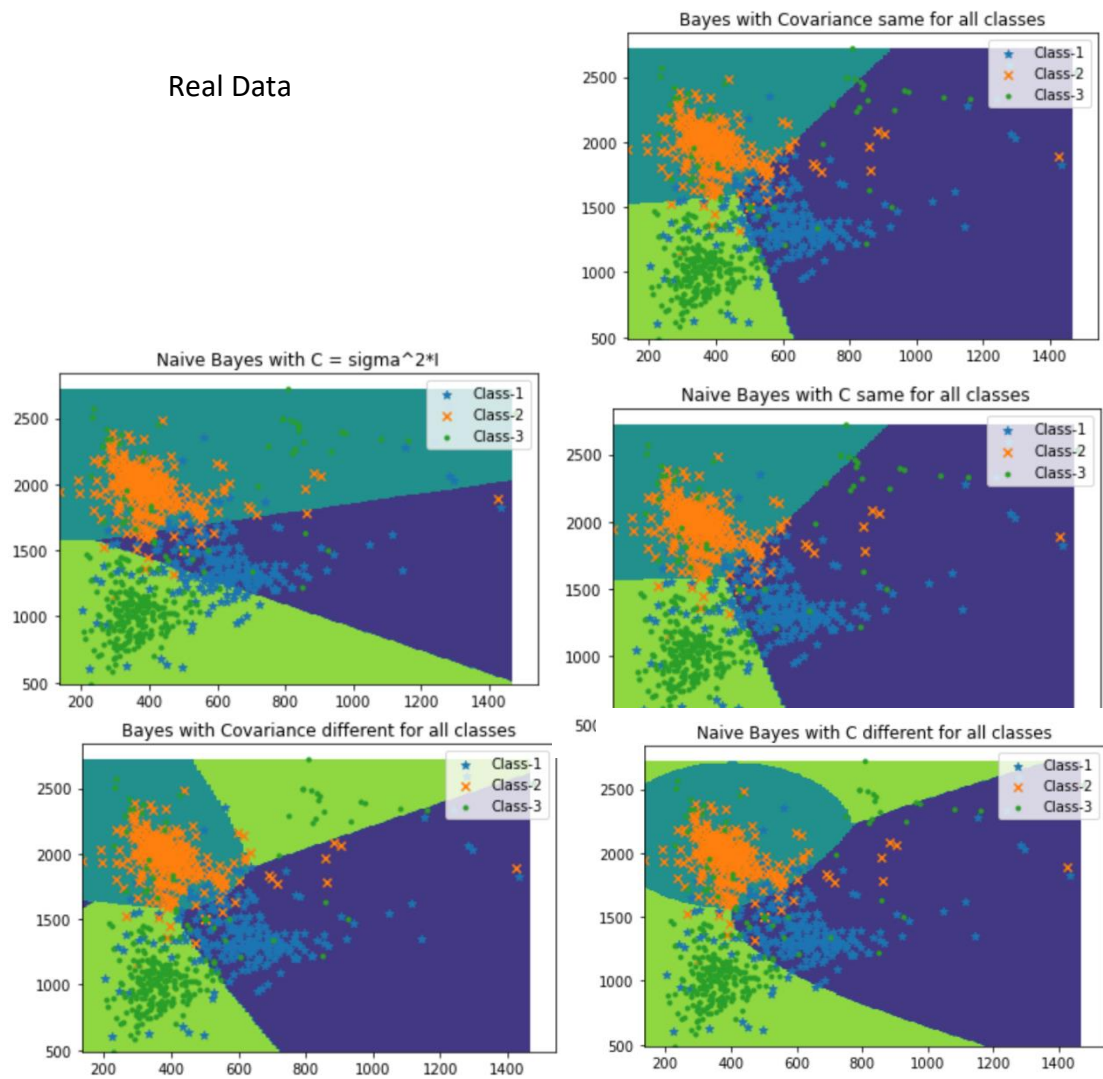 Real Data
Bayes with Covariance same for all classes
Class-1
Class-2
Class-3
2500
2000
1500
1000
500
200 400 600 800 1000 1200 1400
Naive Bayes with C = sigma^2*I
Class-1
Class-2
Class-3
2500
2000
1500
1000
500
200 400 600 800 1000 1200 1400
Naive Bayes with C same for all classes
Class-1
Class-2
Class-3
2500
2000
1500
1000
Bayes with Covariance different for all classes
Class-1
Class-2
Class-3
2500
2000
1500
1000
500
200 400 600 800 1000 1200 1400
Naive Bayes with C different for all classes
Class-1
Class-2
Class-3
2500
2000
1500
1000
500
200 400 600 800 1000 1200 1400